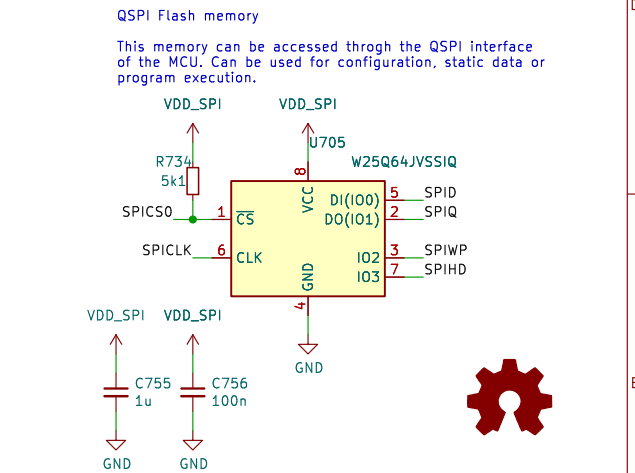 QSPI Flash memory
This memory can be accessed throgh the QSPI interface
of the MCU. Can be used for configuration, static data or
program execution.
VDD_SPI
VDD_SPI
U705
R734
5k1
W25Q64JVSSIQ
8
VCC
SPICS0
1
CS
DI(IO0)
5
SPID
DO(IO1)
2
SPIQ
SPICLK
6
CLK
IO2
3
SPIWP
IO3
7
SPIHD
GND
4
GND
VDD_SPI
VDD_SPI
C755
1u
C756
100n
GND
GND